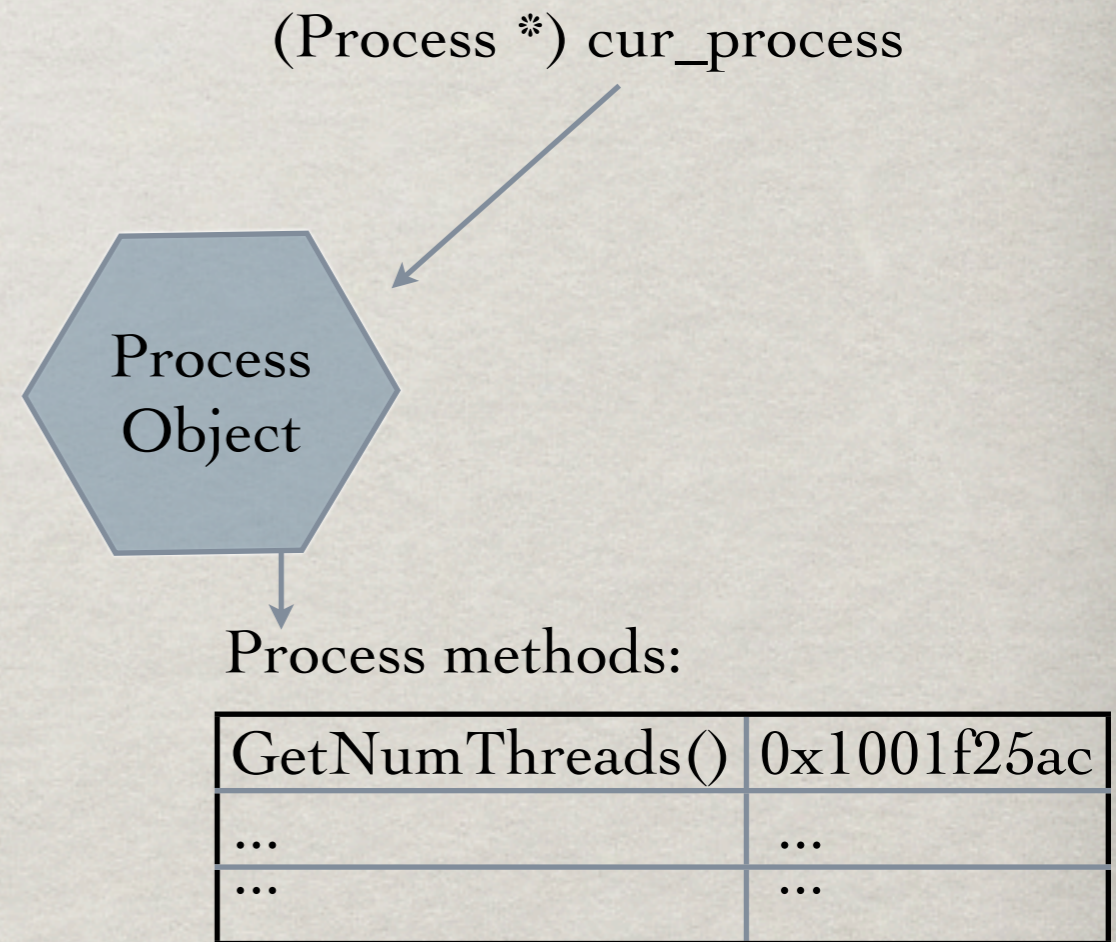 (Process *) cur_process
Process
Object
Process methods:
GetNumThreads() 0x1001f25ac
... ...
... ...